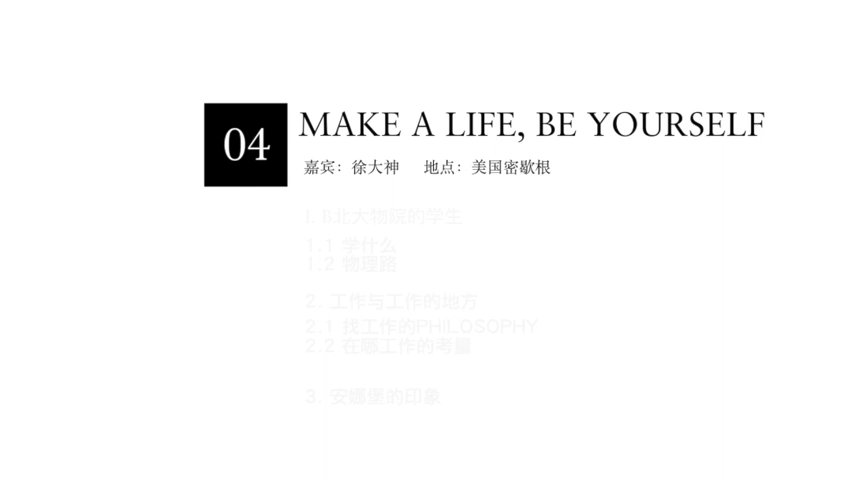 04
MAKE A LIFE, BE YOURSELF
嘉宾：徐大神 地点：美国密歇根
1. 北大物院的学生
1.1 学什么
1.2 物理路
2. 工作与工作的地方
2.1 找工作的PHILOSOPHY
2.2 在哪工作的考量
3. 安娜堡的印象